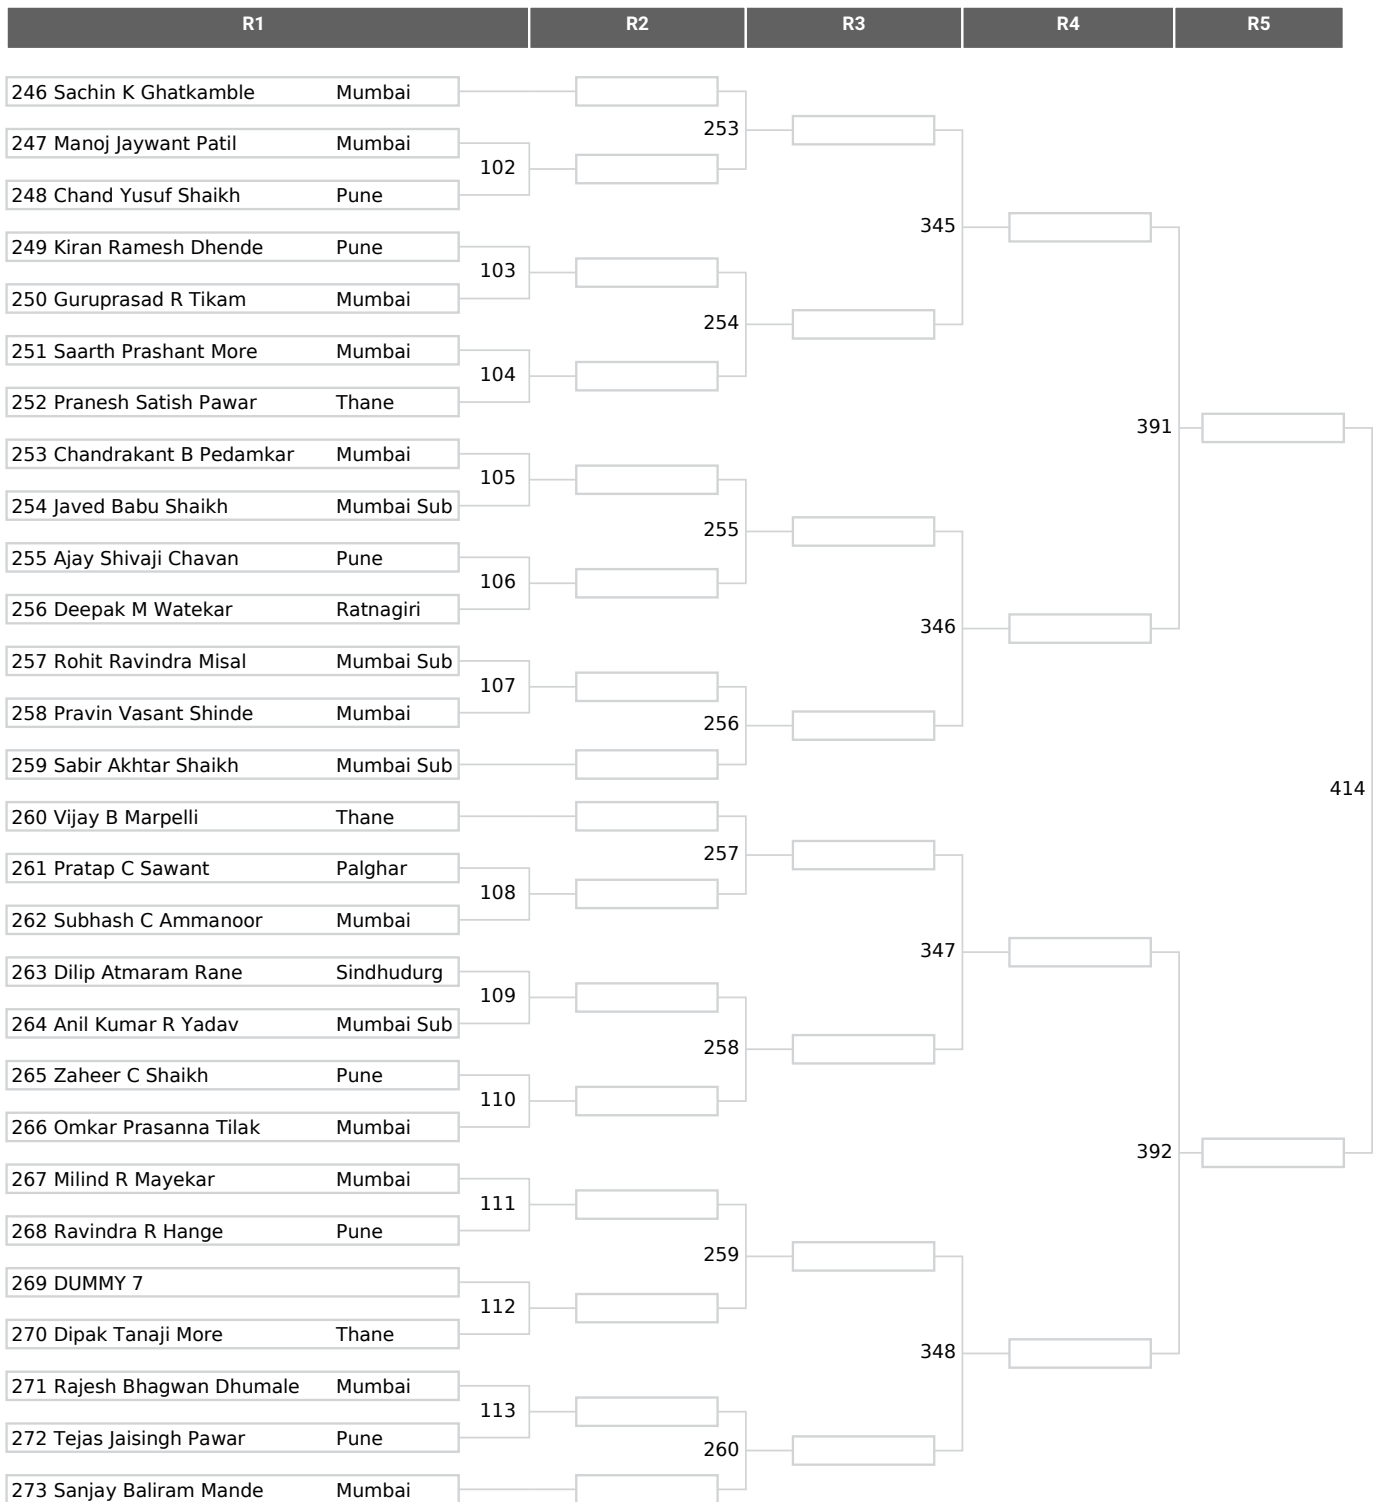 R1 R2 R3 R4 R5
246 Sachin K Ghatkamble Mumbai
253
247 Manoj Jaywant Patil Mumbai
102
248 Chand Yusuf Shaikh Pune
345
249 Kiran Ramesh Dhende Pune
103
250 Guruprasad R Tikam Mumbai
254
251 Saarth Prashant More Mumbai
104
252 Pranesh Satish Pawar Thane
391
253 Chandrakant B Pedamkar Mumbai
105
254 Javed Babu Shaikh Mumbai Sub
255
255 Ajay Shivaji Chavan Pune
106
256 Deepak M Watekar Ratnagiri
346
257 Rohit Ravindra Misal Mumbai Sub
107
258 Pravin Vasant Shinde Mumbai
256
259 Sabir Akhtar Shaikh Mumbai Sub
414
260 Vijay B Marpelli Thane
257
261 Pratap C Sawant Palghar
108
262 Subhash C Ammanoor Mumbai
347
263 Dilip Atmaram Rane Sindhudurg
109
264 Anil Kumar R Yadav Mumbai Sub
258
265 Zaheer C Shaikh Pune
110
266 Omkar Prasanna Tilak Mumbai
392
267 Milind R Mayekar Mumbai
111
268 Ravindra R Hange Pune
259
269 DUMMY 7
112
270 Dipak Tanaji More Thane
348
271 Rajesh Bhagwan Dhumale Mumbai
113
272 Tejas Jaisingh Pawar Pune
260
273 Sanjay Baliram Mande Mumbai